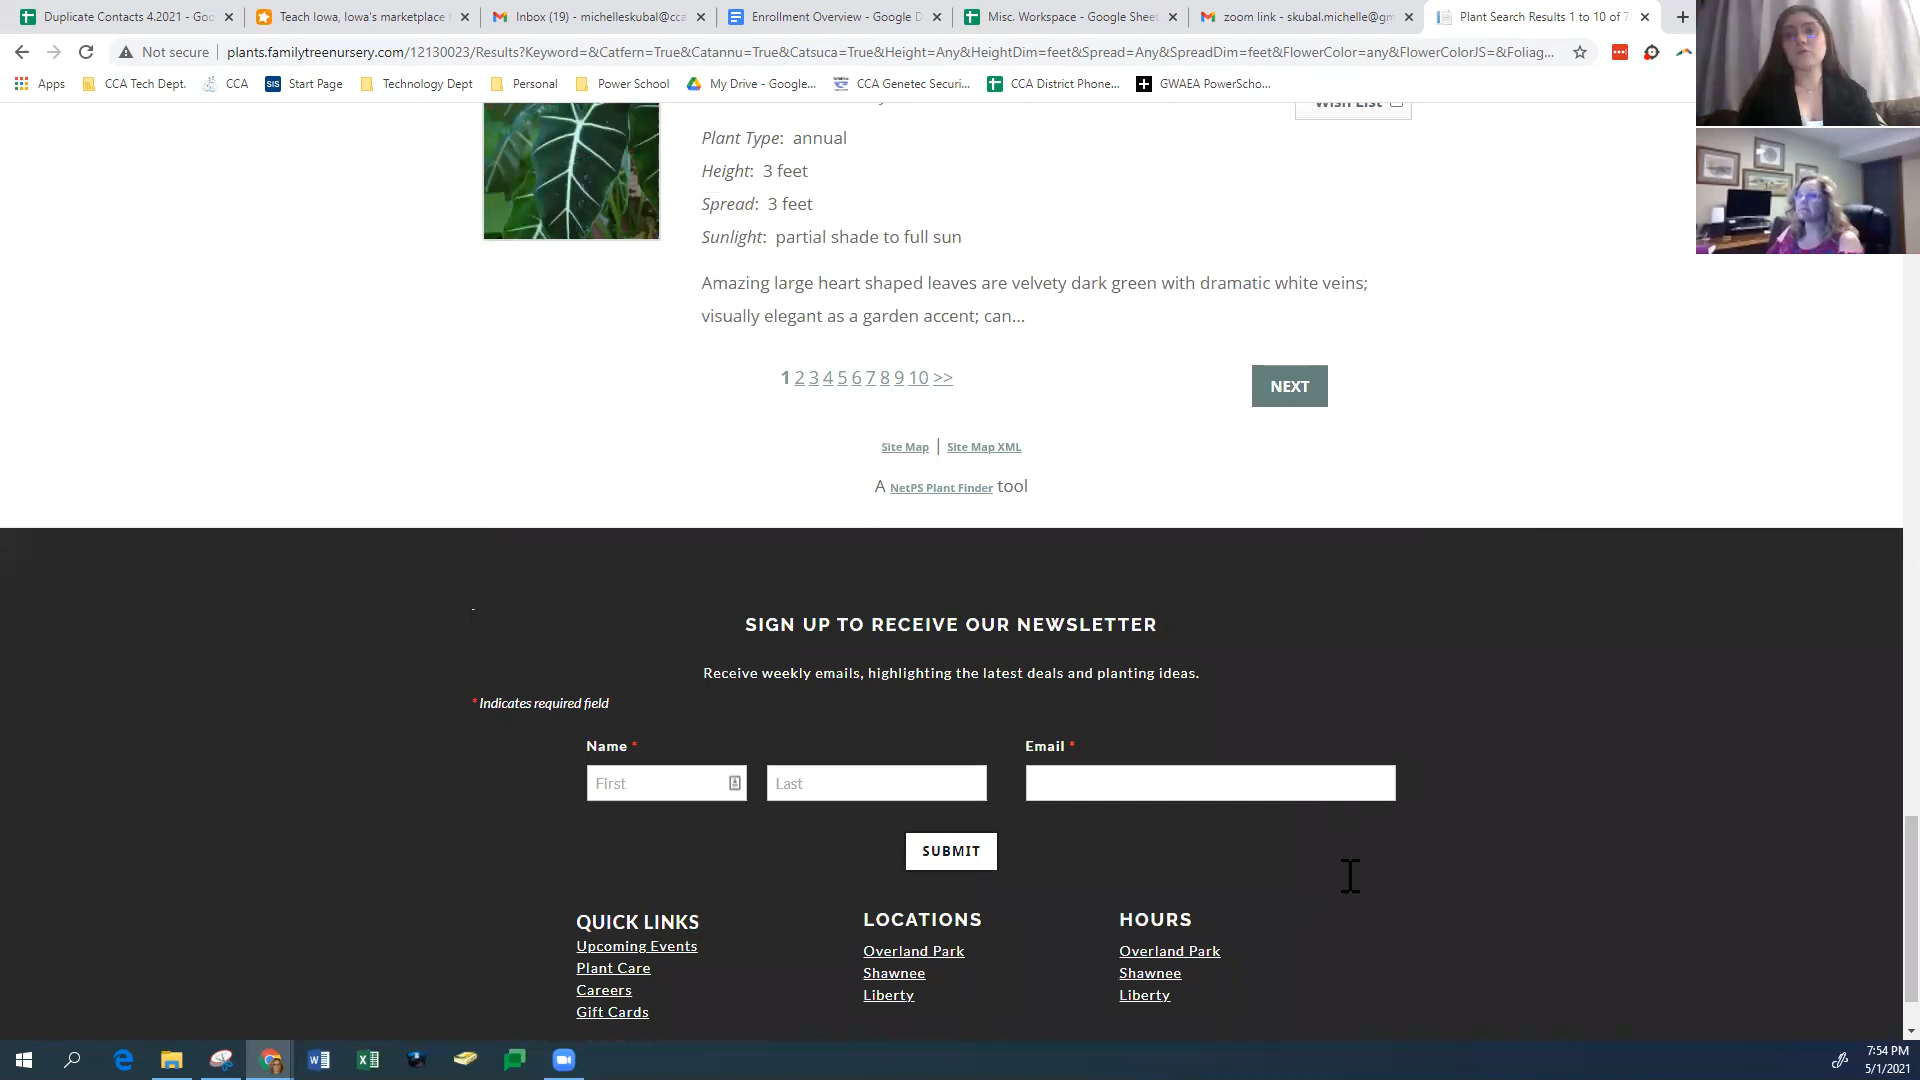 Duplicate Contacts 4.2021 - Goo
Teach Iowa, Iowa's marketplace f
Inbox (19) - michelleskubal@cca
Enrollment Overview - Google D
Misc. Workspace - Google Sheet
zoom link - skubal.michelle@gm
Plant Search Results 1 to 10 of 7
Not secure
plants.familytreenursery.com/12130023/Results?Keyword=&Catfern=True&Catannu=True&Catsuca=True&Height=Any&HeightDim=feet&Spread=Any&SpreadDim=feet&FlowerColor=any&FlowerColorJS=&Foliag...
Apps
CCA Tech Dept.
CCA
SIS
Start Page
Technology Dept
Personal
Power School
My Drive - Google...
CCA Genetec Securi...
CCA District Phone...
GWAEA PowerScho...
Wish List
Plant Type: annual
Height: 3 feet
Spread: 3 feet
Sunlight: partial shade to full sun
Amazing large heart shaped leaves are velvety dark green with dramatic white veins;
visually elegant as a garden accent; can...
1 2 3 4 5 6 7 8 9 10 >>
NEXT
Site Map | Site Map XML
A NetPS Plant Finder tool
SIGN UP TO RECEIVE OUR NEWSLETTER
Receive weekly emails, highlighting the latest deals and planting ideas.
* Indicates required field
Name *
Email *
First
Last
SUBMIT
QUICK LINKS
Upcoming Events
Plant Care
Careers
Gift Cards
LOCATIONS
Overland Park
Shawnee
Liberty
HOURS
Overland Park
Shawnee
Liberty
7:54 PM
5/1/2021